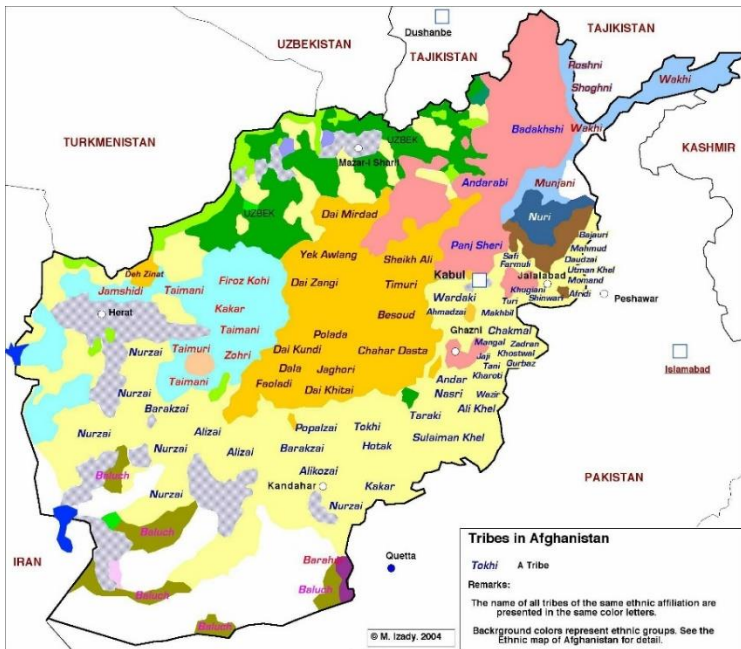 Dushanbe
TAJIKISTAN
UZBEKISTAN
TAJIKISTAN
Roshni
Shoghni
Wakhi
TURKMENISTAN
UZBEK
Badakhshi
Wakhi
KASHMIR
Mazar-i Sharif
Andarabi
Munjani
UZBEK
Dai Mirdad
Nuri
Panj Sheri
Bajauri
Yek Awlang
Sheikh Ali
Safi
Mahmud
Farmuli
Daudzai
Deh Zinat
Firoz Kohi
Dai Zangi
Timuri
Kabul
Jalalabad
Utman Khel
Jamshidi
Taimani
Khugiani
Momand
Wardaki
Turi
Shinwari
Afridi
Peshawar
Kakar
Besoud
Ahmadzai
Makhbil
Herat
Taimani
Polada
Ghazni
Chakmai
Nurzai
Taimuri
Zohri
Dai Kundi
Chahar Dasta
Mangal
Zadran
Jaji
Khostwal
Islamabad
Dala
Jaghori
Tani
Gurbaz
Taimani
Faoladi
Dai Khitai
Andar
Kharoti
Nurzai
Nasri
Wazir
Barakzai
Taraki
Ali Khel
Nurzai
Alizai
Popalzai
Tokhi
Nurzai
Alizai
Barakzai
Hotak
Sulaiman Khel
Baluch
Alikozai
Nurzai
Kandahar
Kakar
PAKISTAN
Nurzai
Baluch
IRAN
Quetta
Baluch
Baluch
Baluch
Tribes in Afghanistan
Tokhi A Tribe
Remarks:
The name of all tribes of the same ethnic affiliation are
presented in the same color letters.
Background colors represent ethnic groups. See the
Ethnic map of Afghanistan for detail.
© M. Izady. 2004